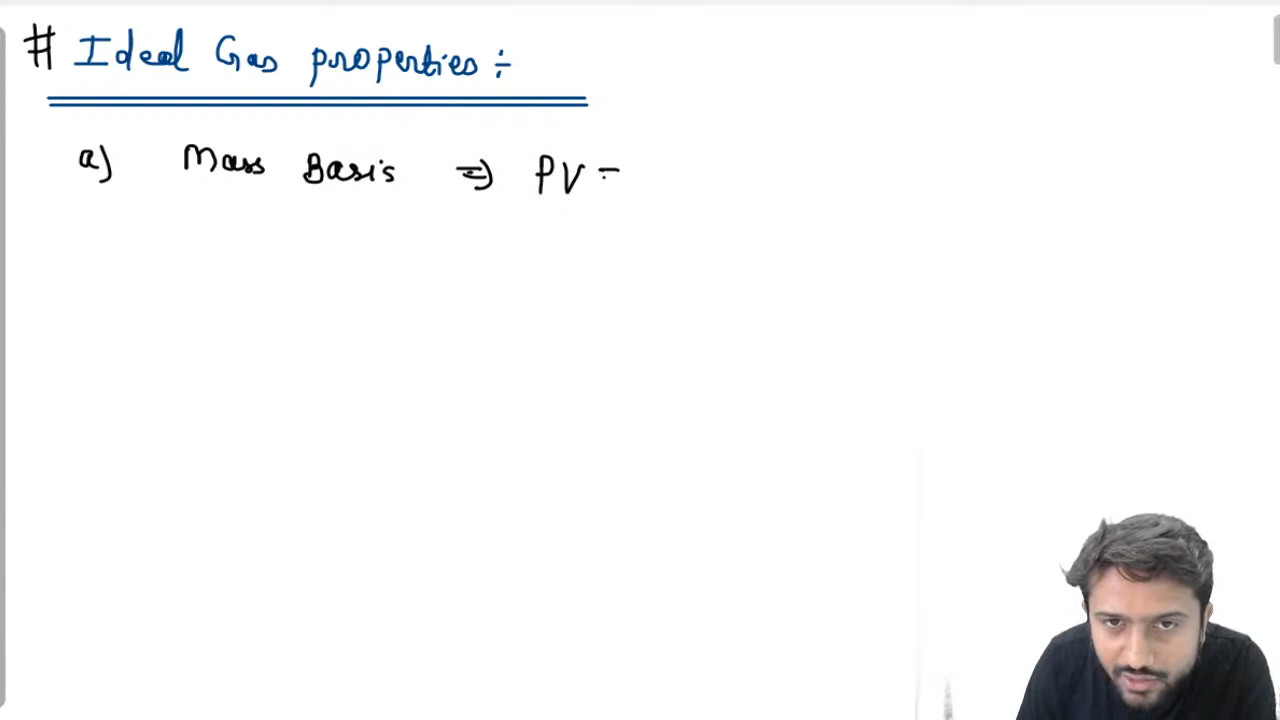 # Ideal Gas properties ÷
a) Mass Basis ⇒ PV =